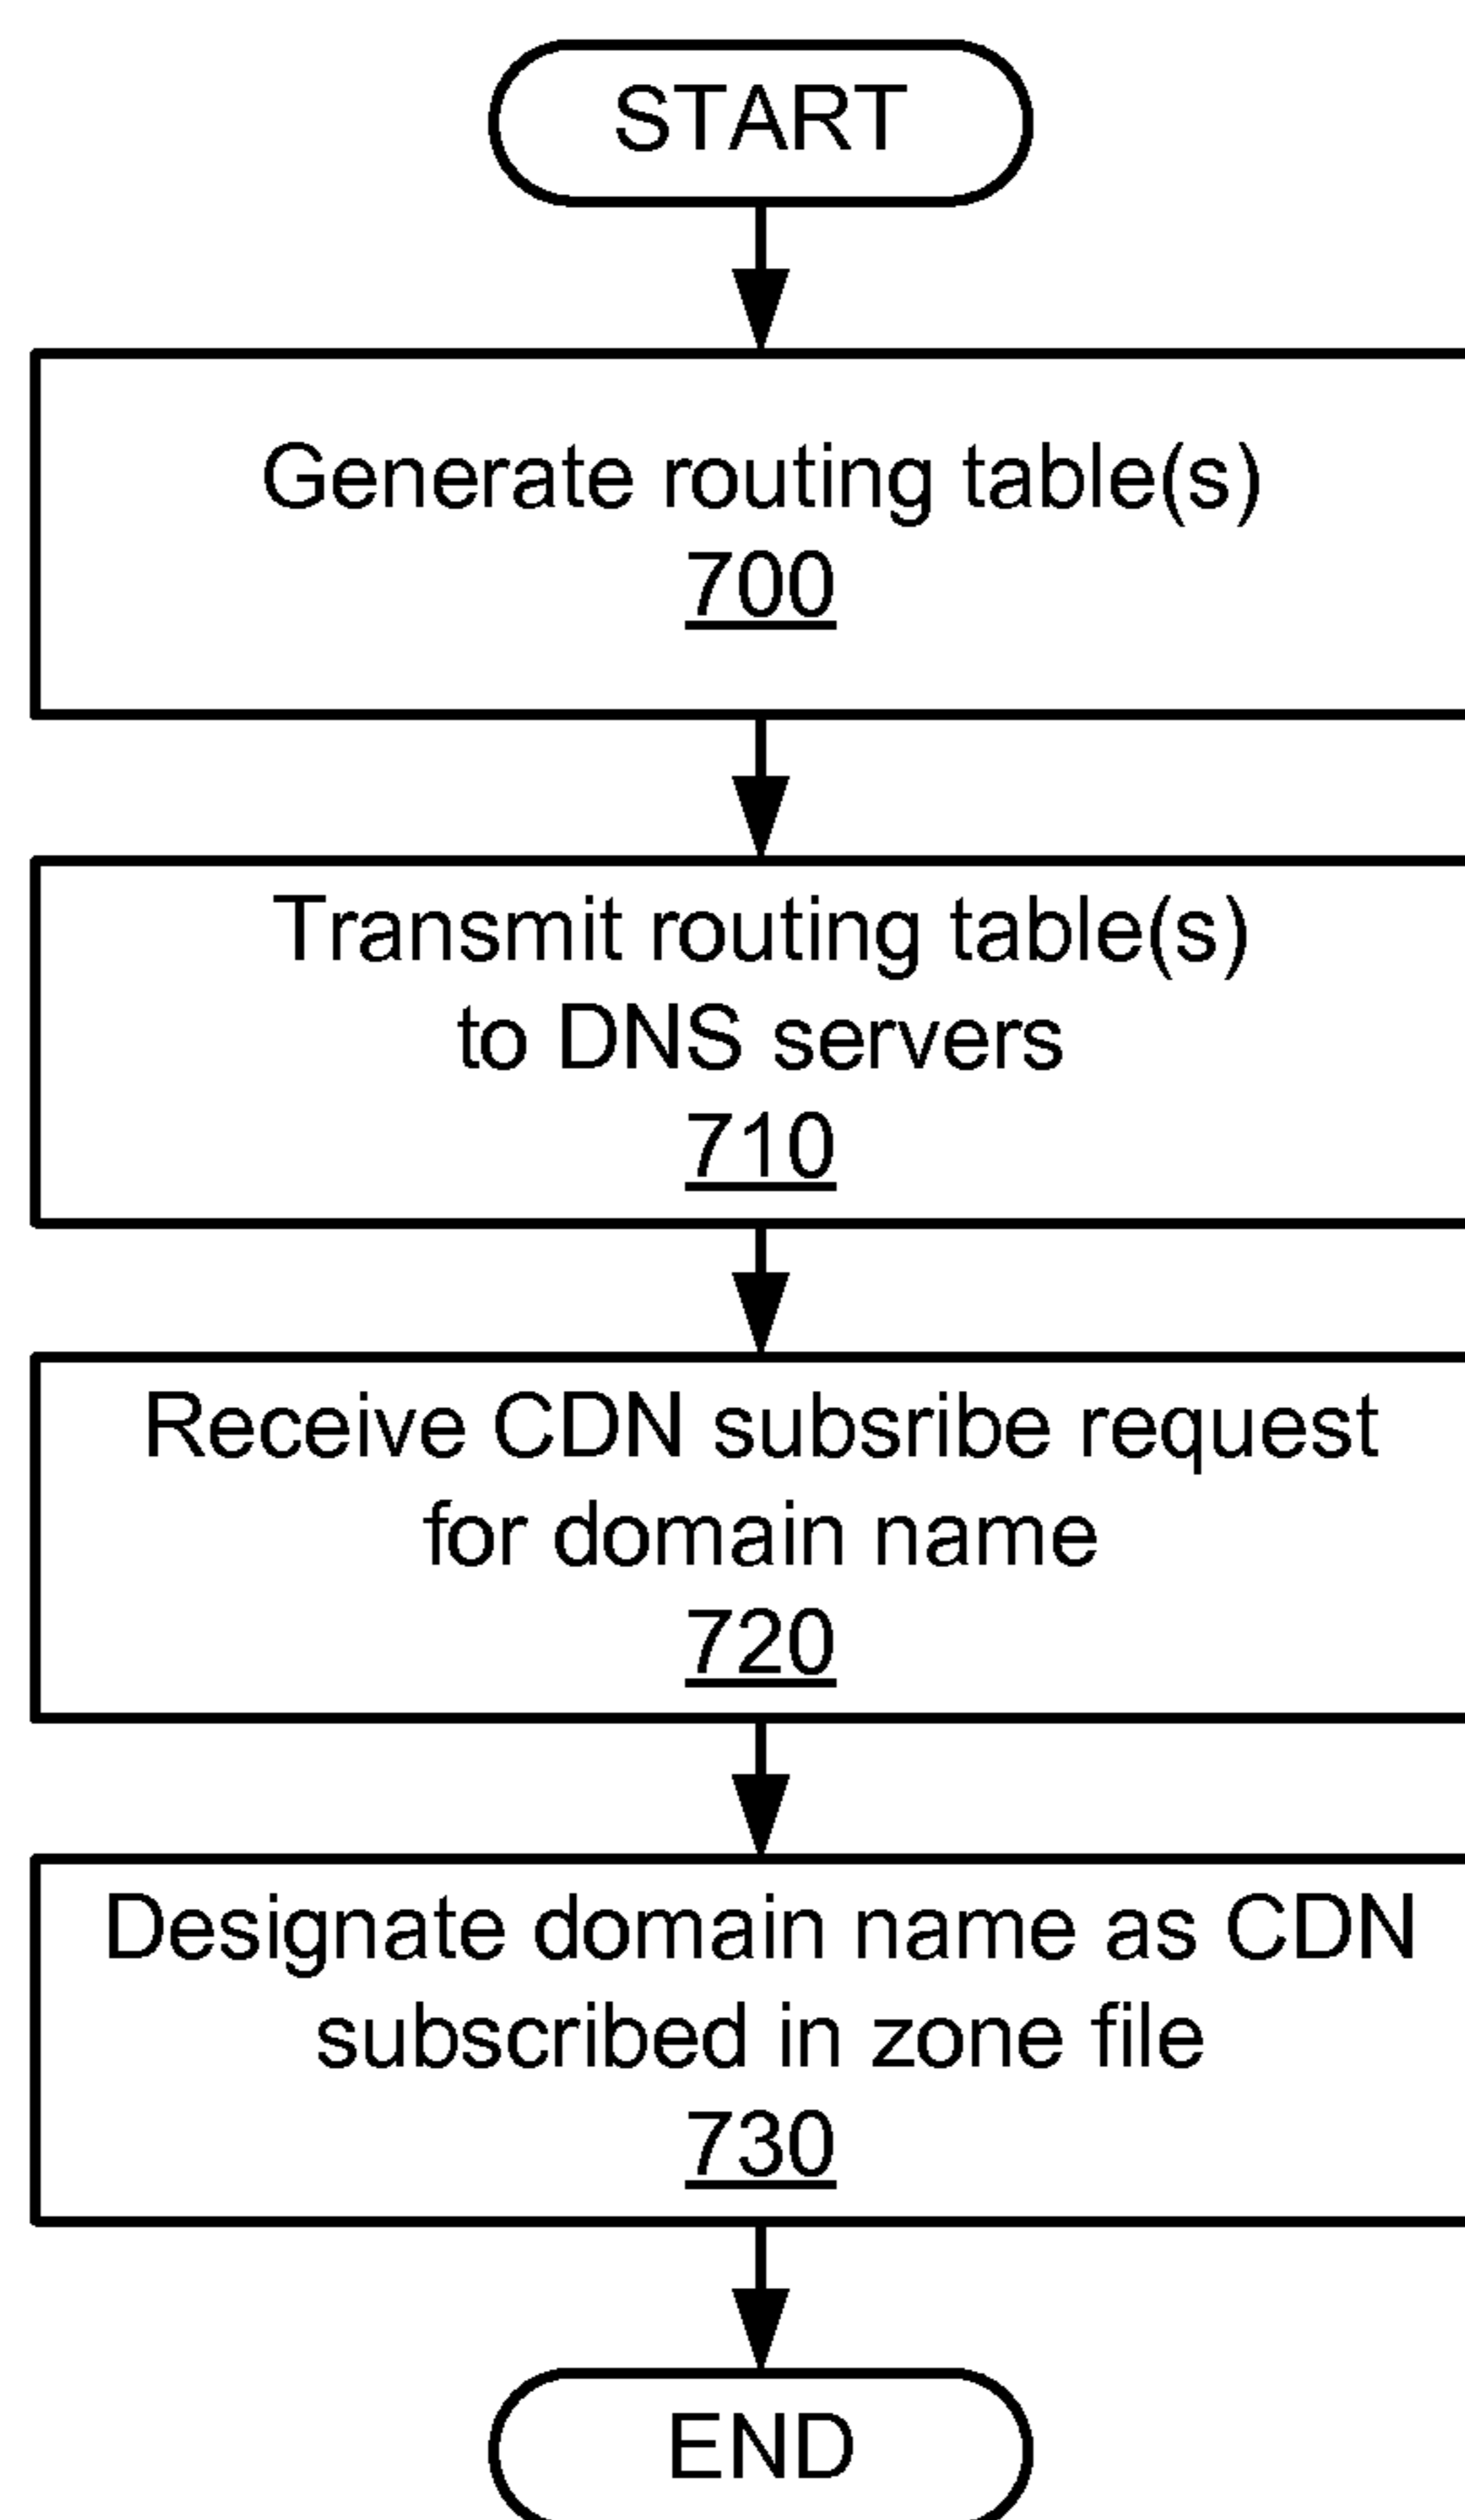 START
Generate routing table(s)
700
Transmit routing table(s)
to DNS servers
710
Receive CDN subsribe request
for domain name
720
Designate domain name as CDN
subscribed in zone file
730
END